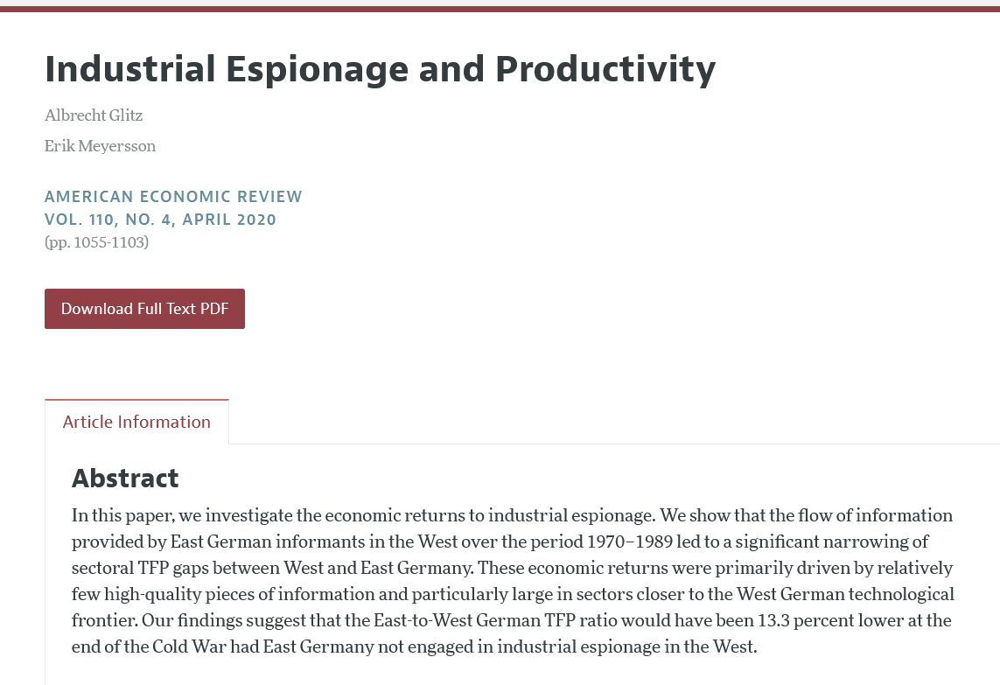 Industrial Espionage and Productivity
Albrecht Glitz
Erik Meyersson
AMERICAN ECONOMIC REVIEW
VOL. 110, NO. 4, APRIL 2020
(pp. 1055-1103)
Download Full Text PDF
Article Information
Abstract
In this paper, we investigate the economic returns to industrial espionage. We show that the flow of information
provided by East German informants in the West over the period 1970–1989 led to a significant narrowing of
sectoral TFP gaps between West and East Germany. These economic returns were primarily driven by relatively
few high-quality pieces of information and particularly large in sectors closer to the West German technological
frontier. Our findings suggest that the East-to-West German TFP ratio would have been 13.3 percent lower at the
end of the Cold War had East Germany not engaged in industrial espionage in the West.